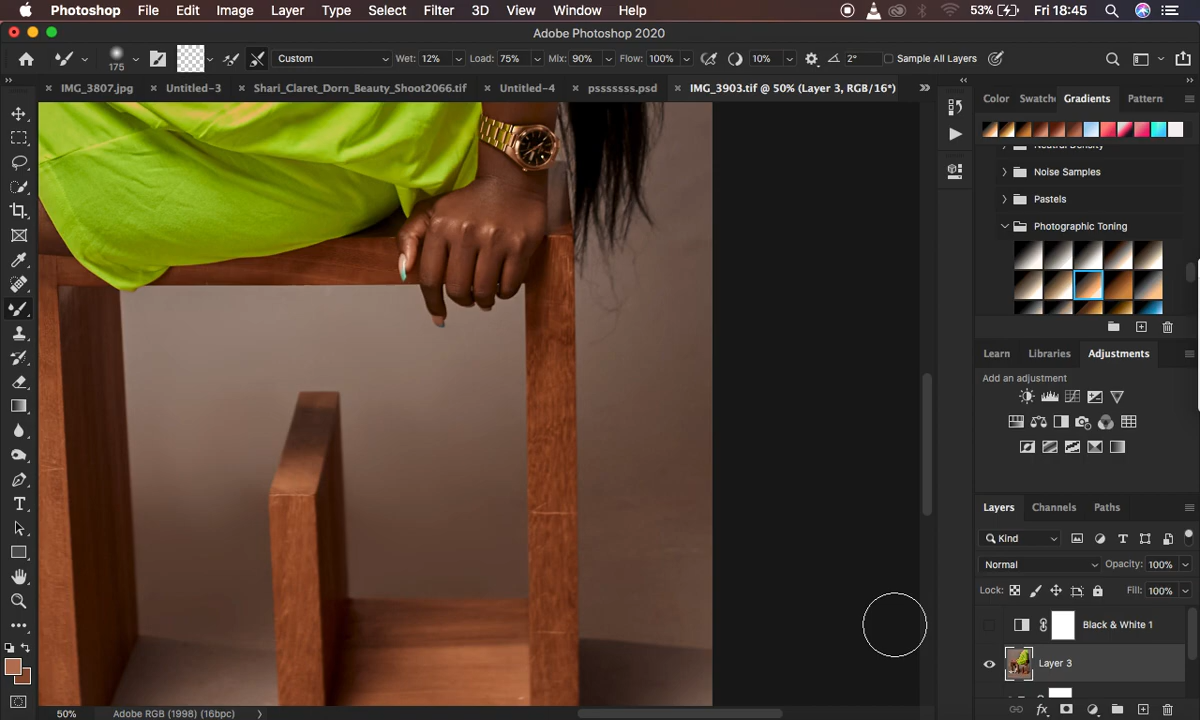 Photoshop File Edit Image Layer Type Select Filter 3D View Window Help 53% Fri 18:45
Adobe Photoshop 2020
175 Custom Wet: 12% Load: 75% Mix: 90% Flow: 100% 10% 2° Sample All Layers
IMG_3807.jpg Untitled-3 Shari_Claret_Dorn_Beauty_Shoot2066.tif Untitled-4 psssssss.psd IMG_3903.tif @ 50% (Layer 3, RGB/16*)
Color Swatche Gradients Pattern
Neutral Density
Noise Samples
Pastels
Photographic Toning
Learn Libraries Adjustments
Add an adjustment
Layers Channels Paths
Kind
Normal Opacity: 100%
Lock: Fill: 100%
Black & White 1
Layer 3
50% Adobe RGB (1998) (16bpc)
fx